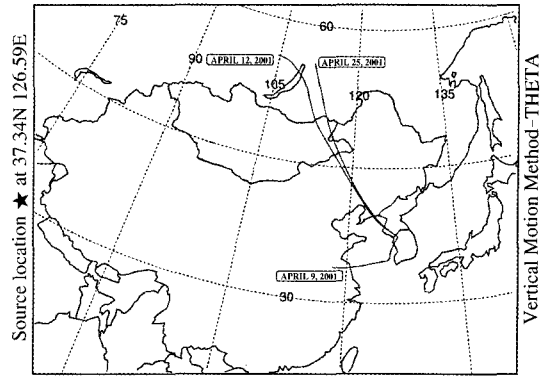 Source location ★ at 37.34N 126.59E
75
60
90
APRIL 12, 2001
APRIL 25, 2001
105
120
135
APRIL 9, 2001
30
Vertical Motion Method-THETA